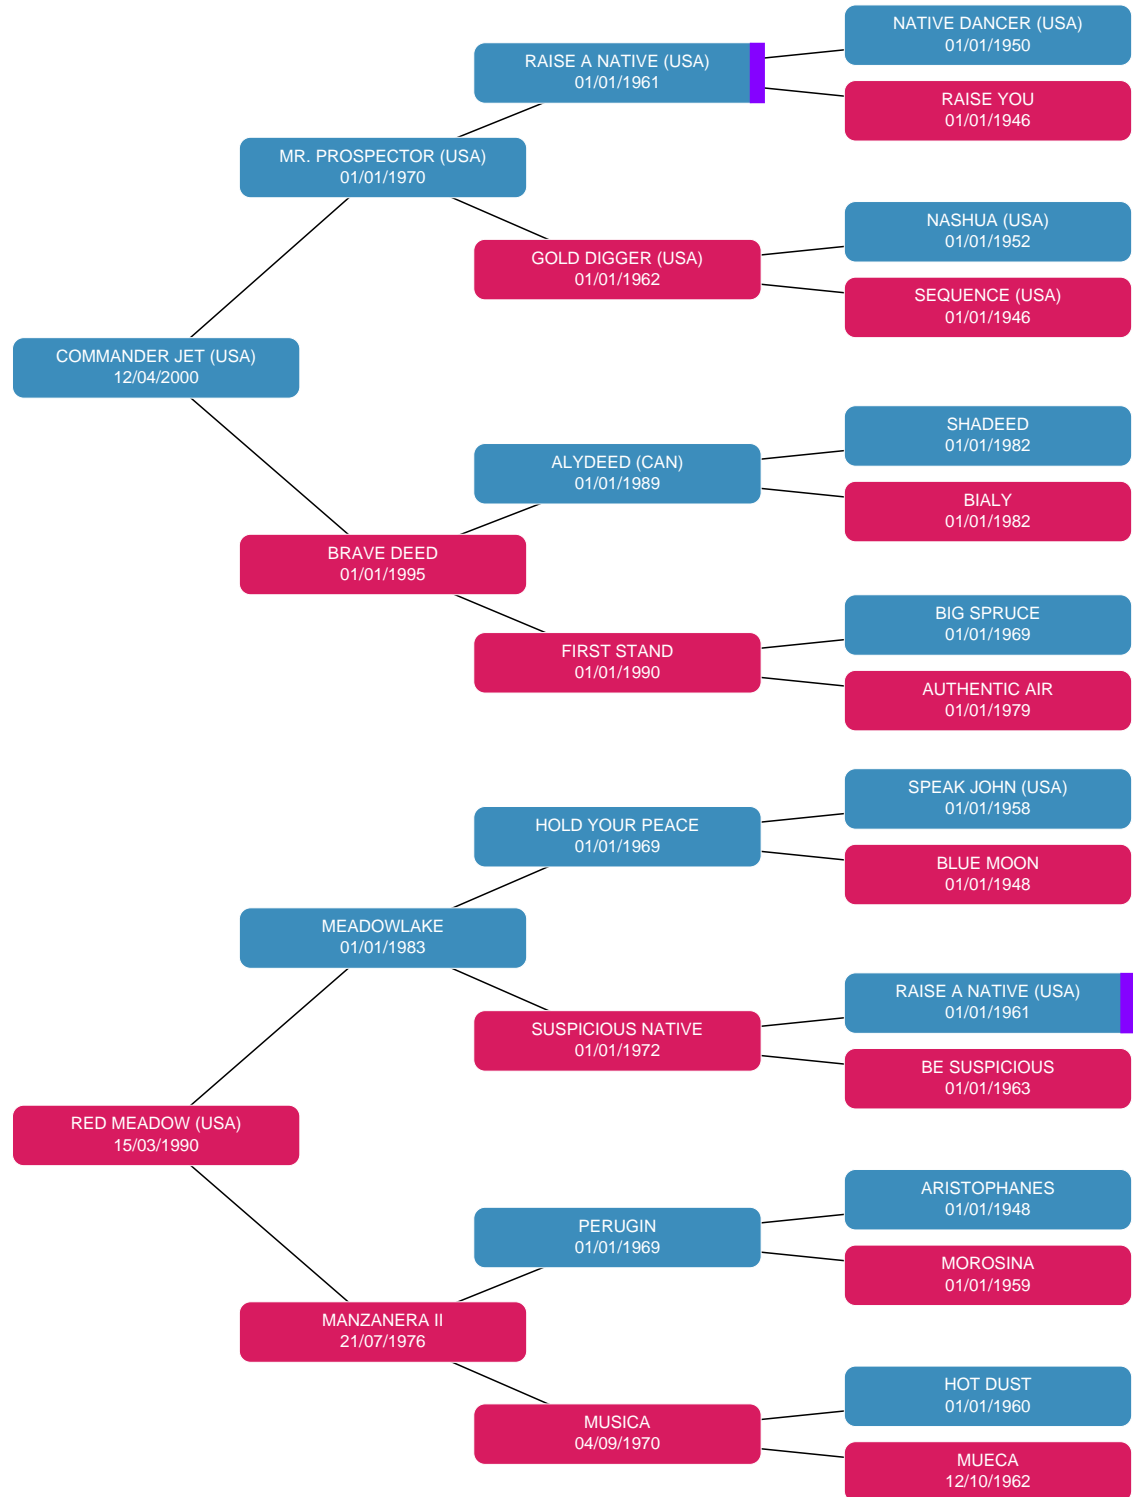 NATIVE DANCER (USA)
01/01/1950
RAISE A NATIVE (USA)
01/01/1961
RAISE YOU
01/01/1946
MR. PROSPECTOR (USA)
01/01/1970
NASHUA (USA)
01/01/1952
GOLD DIGGER (USA)
01/01/1962
SEQUENCE (USA)
01/01/1946
COMMANDER JET (USA)
12/04/2000
SHADEED
01/01/1982
ALYDEED (CAN)
01/01/1989
BIALY
01/01/1982
BRAVE DEED
01/01/1995
BIG SPRUCE
01/01/1969
FIRST STAND
01/01/1990
AUTHENTIC AIR
01/01/1979
SPEAK JOHN (USA)
01/01/1958
HOLD YOUR PEACE
01/01/1969
BLUE MOON
01/01/1948
MEADOWLAKE
01/01/1983
RAISE A NATIVE (USA)
01/01/1961
SUSPICIOUS NATIVE
01/01/1972
BE SUSPICIOUS
01/01/1963
RED MEADOW (USA)
15/03/1990
ARISTOPHANES
01/01/1948
PERUGIN
01/01/1969
MOROSINA
01/01/1959
MANZANERA II
21/07/1976
HOT DUST
01/01/1960
MUSICA
04/09/1970
MUECA
12/10/1962